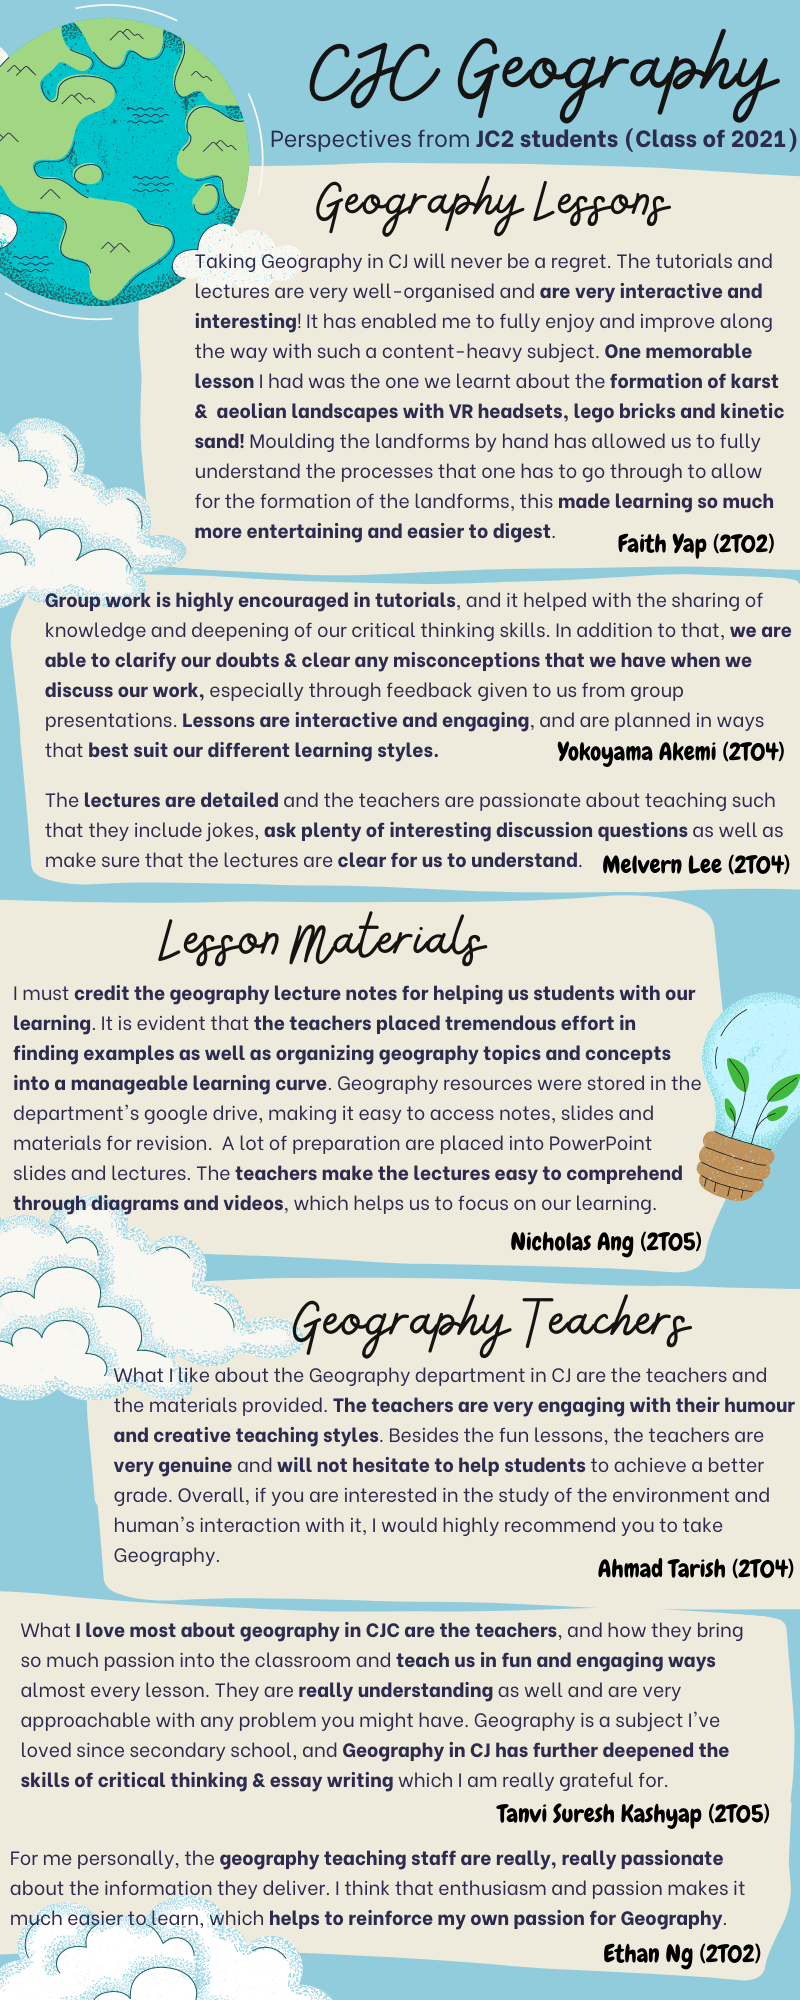 CJC Geography
Perspectives from JC2 students (Class of 2021)
Geography Lessons
Taking Geography in CJ will never be a regret. The tutorials and
lectures are very well-organised and are very interactive and
interesting! It has enabled me to fully enjoy and improve along
the way with such a content-heavy subject. One memorable
lesson I had was the one we learnt about the formation of karst
& aeolian landscapes with VR headsets, lego bricks and kinetic
sand! Moulding the landforms by hand has allowed us to fully
understand the processes that one has to go through to allow
for the formation of the landforms, this made learning so much
more entertaining and easier to digest.
Faith Yap (2T02)
Group work is highly encouraged in tutorials, and it helped with the sharing of
knowledge and deepening of our critical thinking skills. In addition to that, we are
able to clarify our doubts & clear any misconceptions that we have when we
discuss our work, especially through feedback given to us from group
presentations. Lessons are interactive and engaging, and are planned in ways
that best suit our different learning styles.
Yokoyama Akemi (2T04)
The lectures are detailed and the teachers are passionate about teaching such
that they include jokes, ask plenty of interesting discussion questions as well as
make sure that the lectures are clear for us to understand.
Melvern Lee (2T04)
Lesson Materials
I must credit the geography lecture notes for helping us students with our
learning. It is evident that the teachers placed tremendous effort in
finding examples as well as organizing geography topics and concepts
into a manageable learning curve. Geography resources were stored in the
department's google drive, making it easy to access notes, slides and
materials for revision. A lot of preparation are placed into PowerPoint
slides and lectures. The teachers make the lectures easy to comprehend
through diagrams and videos, which helps us to focus on our learning.
Nicholas Ang (2T05)
Geography Teachers
What I like about the Geography department in CJ are the teachers and
the materials provided. The teachers are very engaging with their humour
and creative teaching styles. Besides the fun lessons, the teachers are
very genuine and will not hesitate to help students to achieve a better
grade. Overall, if you are interested in the study of the environment and
human's interaction with it, I would highly recommend you to take
Geography.
Ahmad Tarish (2T04)
What I love most about geography in CJC are the teachers, and how they bring
so much passion into the classroom and teach us in fun and engaging ways
almost every lesson. They are really understanding as well and are very
approachable with any problem you might have. Geography is a subject I've
loved since secondary school, and Geography in CJ has further deepened the
skills of critical thinking & essay writing which I am really grateful for.
Tanvi Suresh Kashyap (2T05)
For me personally, the geography teaching staff are really, really passionate
about the information they deliver. I think that enthusiasm and passion makes it
much easier to learn, which helps to reinforce my own passion for Geography.
Ethan Ng (2T02)